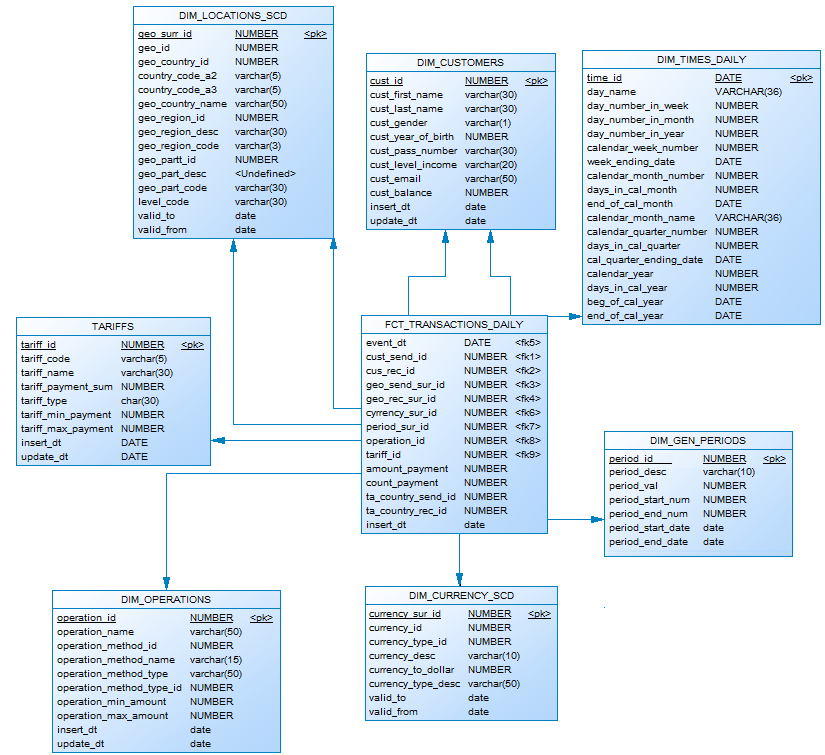 DIM_LOCATIONS_SCD
geo_surr_id NUMBER <pk>
geo_id NUMBER
geo_country_id NUMBER
country_code_a2 varchar(5)
country_code_a3 varchar(5)
geo_country_name varchar(50)
geo_region_id NUMBER
geo_region_desc varchar(30)
geo_region_code varchar(3)
geo_partt_id NUMBER
geo_part_desc <Undefined>
geo_part_code varchar(30)
level_code varchar(30)
valid_to date
valid_from date
DIM_CUSTOMERS
cust_id NUMBER <pk>
cust_first_name varchar(30)
cust_last_name varchar(30)
cust_gender varchar(1)
cust_year_of_birth NUMBER
cust_pass_number varchar(30)
cust_level_income varchar(20)
cust_email varchar(50)
cust_balance NUMBER
insert_dt date
update_dt date
DIM_TIMES_DAILY
time_id DATE <pk>
day_name VARCHAR(36)
day_number_in_week NUMBER
day_number_in_month NUMBER
day_number_in_year NUMBER
calendar_week_number NUMBER
week_ending_date DATE
calendar_month_number NUMBER
days_in_cal_month NUMBER
end_of_cal_month DATE
calendar_month_name VARCHAR(36)
calendar_quarter_number NUMBER
days_in_cal_quarter NUMBER
cal_quarter_ending_date DATE
calendar_year NUMBER
days_in_cal_year NUMBER
beg_of_cal_year DATE
end_of_cal_year DATE
TARIFFS
tariff_id NUMBER <pk>
tariff_code varchar(5)
tariff_name varchar(30)
tariff_payment_sum NUMBER
tariff_type char(30)
tariff_min_payment NUMBER
tariff_max_payment NUMBER
insert_dt DATE
update_dt DATE
FCT_TRANSACTIONS_DAILY
event_dt DATE <fk5>
cust_send_id NUMBER <fk1>
cus_rec_id NUMBER <fk2>
geo_send_sur_id NUMBER <fk3>
geo_rec_sur_id NUMBER <fk4>
cyrrency_sur_id NUMBER <fk6>
period_sur_id NUMBER <fk7>
operation_id NUMBER <fk8>
tariff_id NUMBER <fk9>
amount_payment NUMBER
count_payment NUMBER
ta_country_send_id NUMBER
ta_country_rec_id NUMBER
insert_dt date
DIM_GEN_PERIODS
period_id NUMBER <pk>
period_desc varchar(10)
period_val NUMBER
period_start_num NUMBER
period_end_num NUMBER
period_start_date date
period_end_date date
DIM_OPERATIONS
operation_id NUMBER <pk>
operation_name varchar(50)
operation_method_id NUMBER
operation_method_name varchar(15)
operation_method_type varchar(50)
operation_method_type_id NUMBER
operation_min_amount NUMBER
operation_max_amount NUMBER
insert_dt date
update_dt date
DIM_CURRENCY_SCD
currency_sur_id NUMBER <pk>
currency_id NUMBER
currency_type_id NUMBER
currency_desc varchar(10)
currency_to_dollar NUMBER
currency_type_desc varchar(50)
valid_to date
valid_from date